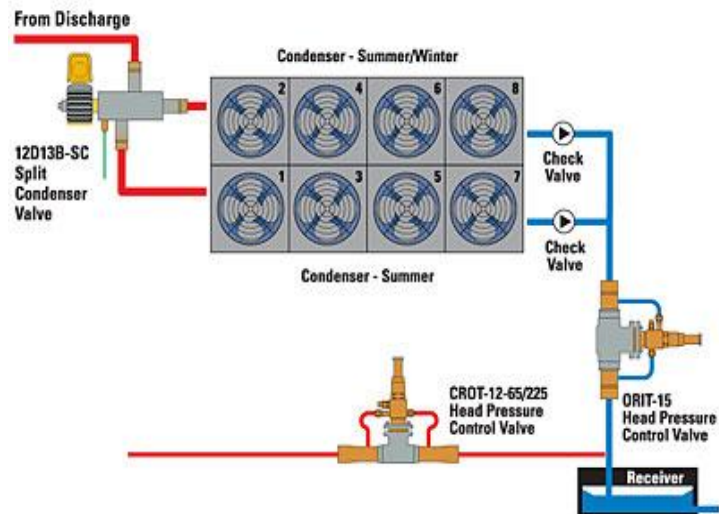 From Discharge
Condenser - Summer/Winter
2
4
6
8
12D13B-SC
Split
Condenser
Valve
1
3
5
7
Check
Valve
Check
Valve
Condenser - Summer
CROT-12-65/225
Head Pressure
Control Valve
ORIT-15
Head Pressure
Control Valve
Receiver